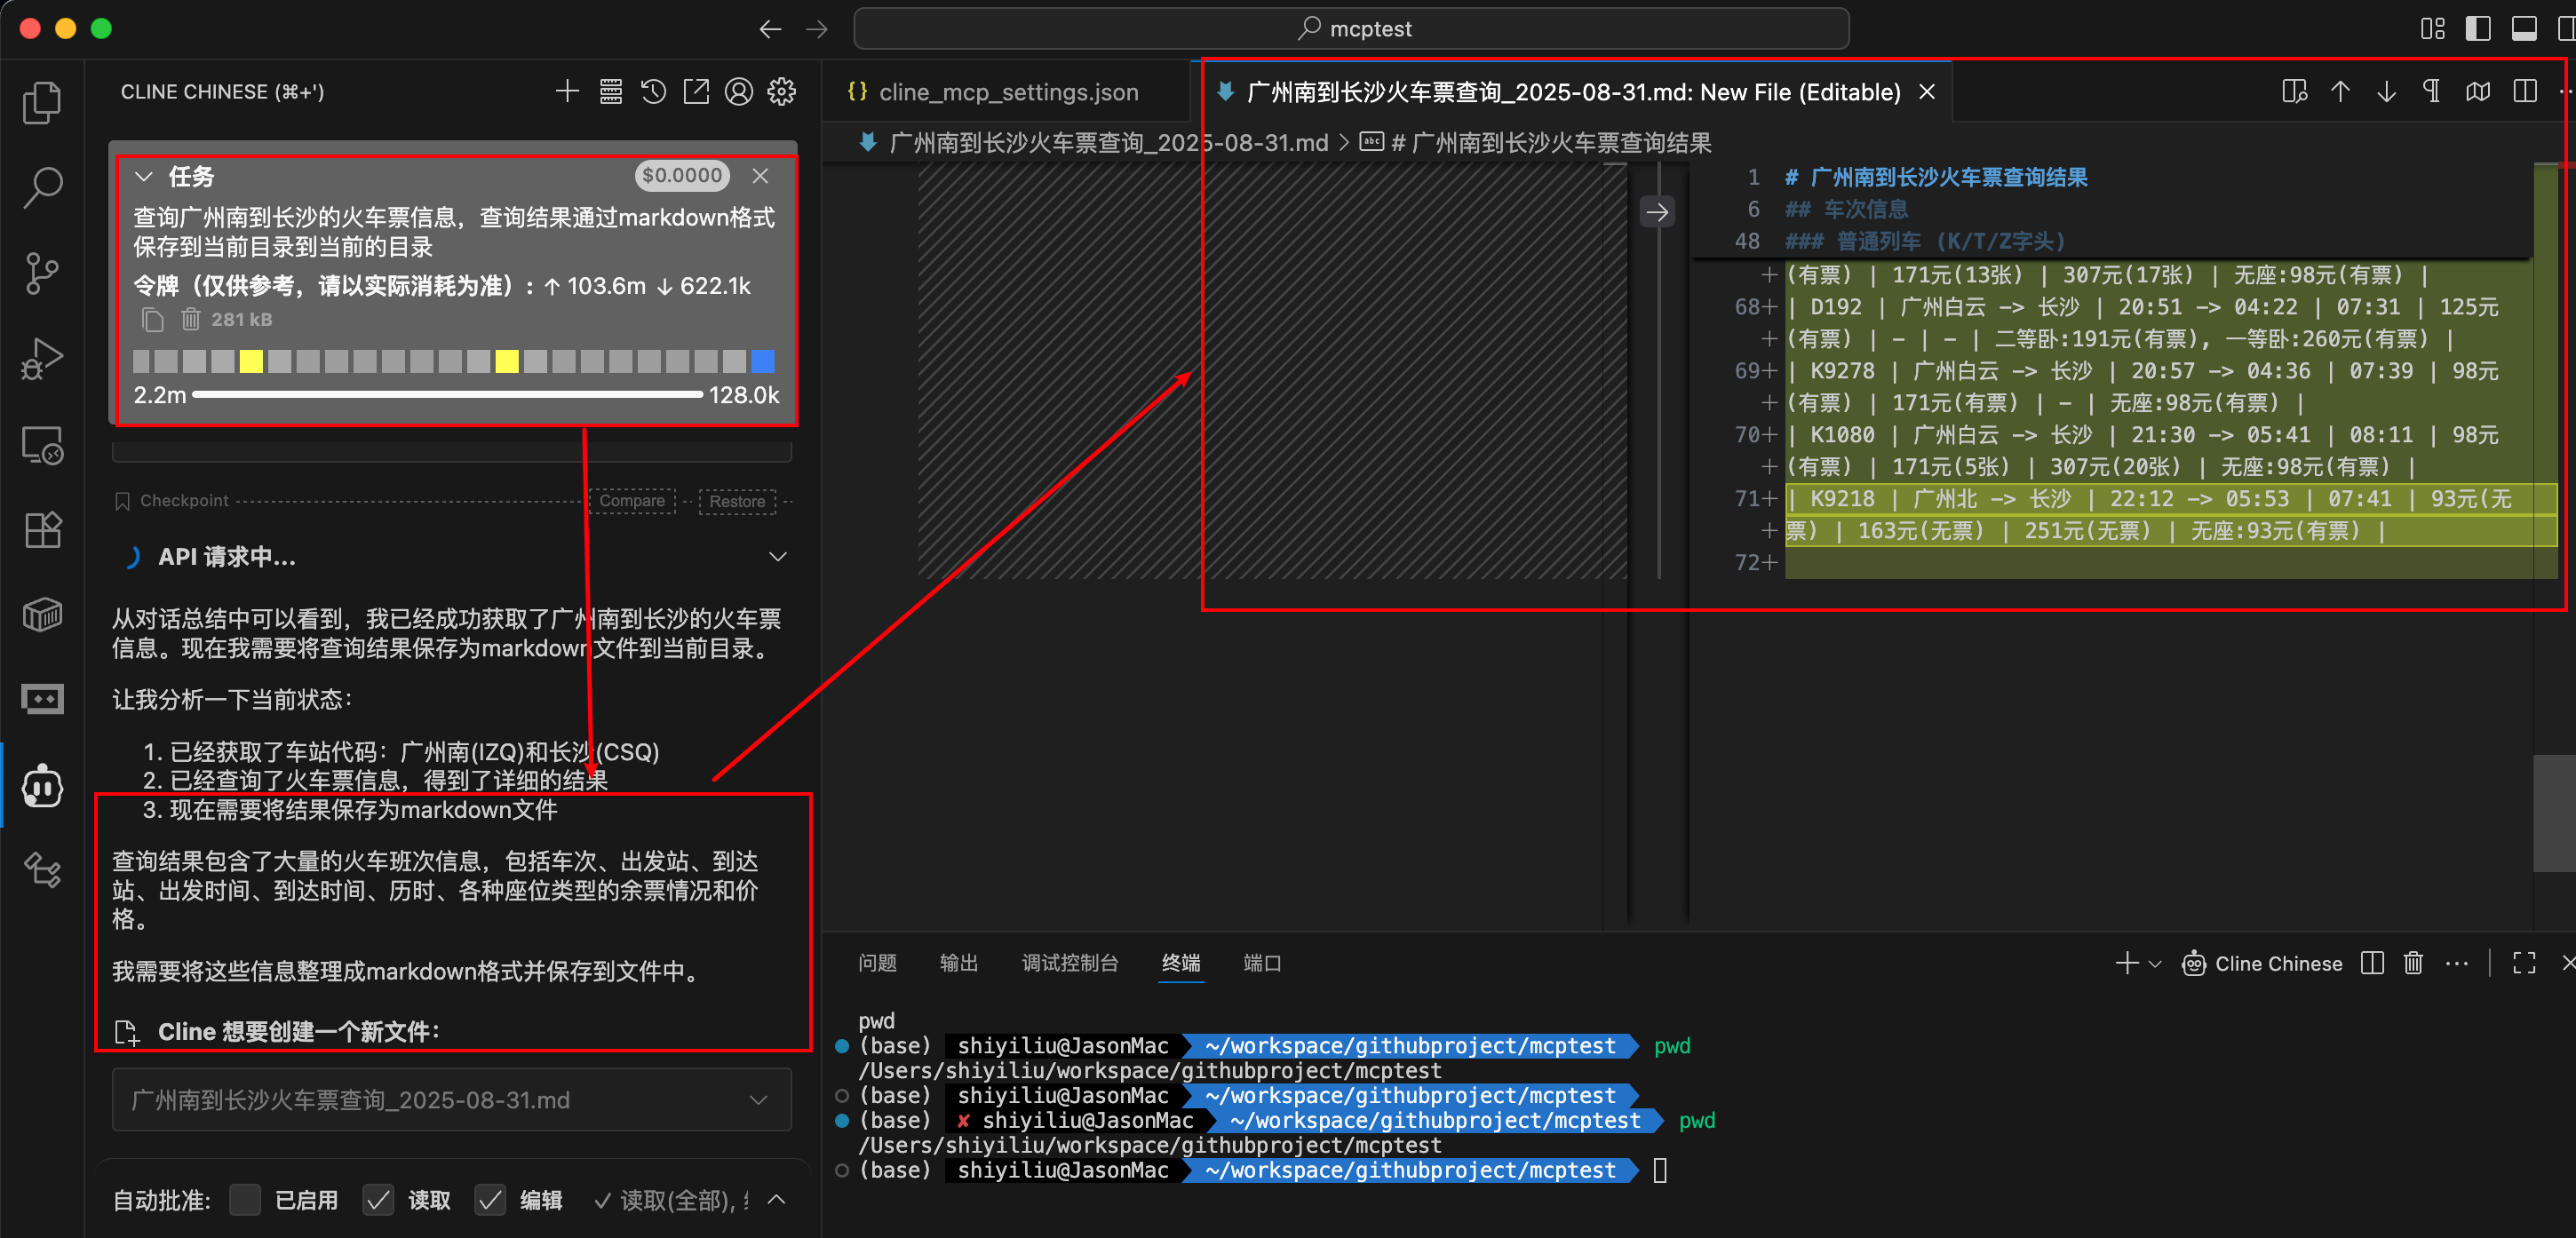 mcptest
CLINE CHINESE (⌘+')
任务
$0.0000
查询广州南到长沙的火车票信息，查询结果通过markdown格式
保存到当前目录到当前的目录
令牌（仅供参考，请以实际消耗为准）: ↑ 103.6m ↓ 622.1k
281 kB
2.2m 128.0k
Checkpoint Compare Restore
API 请求中...
从对话总结中可以看到，我已经成功获取了广州南到长沙的火车票
信息。现在我需要将查询结果保存为markdown文件到当前目录。
让我分析一下当前状态：
1. 已经获取了车站代码：广州南(IZQ)和长沙(CSQ)
2. 已经查询了火车票信息，得到了详细的结果
3. 现在需要将结果保存为markdown文件
查询结果包含了大量的火车班次信息，包括车次、出发站、到达
站、出发时间、到达时间、历时、各种座位类型的余票情况和价
格。
我需要将这些信息整理成markdown格式并保存到文件中。
Cline 想要创建一个新文件:
广州南到长沙火车票查询_2025-08-31.md
自动批准: 已启用 读取 编辑 ✓ 读取(全部),
{} cline_mcp_settings.json
广州南到长沙火车票查询_2025-08-31.md: New File (Editable)
广州南到长沙火车票查询_2025-08-31.md > # 广州南到长沙火车票查询结果
1 # 广州南到长沙火车票查询结果
6 ## 车次信息
48 ### 普通列车 (K/T/Z字头)
+ (有票) | 171元(13张) | 307元(17张) | 无座:98元(有票) |
68+ | D192 | 广州白云 -> 长沙 | 20:51 -> 04:22 | 07:31 | 125元
+ (有票) | - | - | 二等卧:191元(有票), 一等卧:260元(有票) |
69+ | K9278 | 广州白云 -> 长沙 | 20:57 -> 04:36 | 07:39 | 98元
+ (有票) | 171元(有票) | - | 无座:98元(有票) |
70+ | K1080 | 广州白云 -> 长沙 | 21:30 -> 05:41 | 08:11 | 98元
+ (有票) | 171元(5张) | 307元(20张) | 无座:98元(有票) |
71+ | K9218 | 广州北 -> 长沙 | 22:12 -> 05:53 | 07:41 | 93元(无
+ 票) | 163元(无票) | 251元(无票) | 无座:93元(有票) |
72+
问题 输出 调试控制台 终端 端口
Cline Chinese
pwd
(base) shiyiliu@JasonMac ~/workspace/githubproject/mcptest pwd
/Users/shiyiliu/workspace/githubproject/mcptest
(base) shiyiliu@JasonMac ~/workspace/githubproject/mcptest
(base) ✘ shiyiliu@JasonMac ~/workspace/githubproject/mcptest pwd
/Users/shiyiliu/workspace/githubproject/mcptest
(base) shiyiliu@JasonMac ~/workspace/githubproject/mcptest